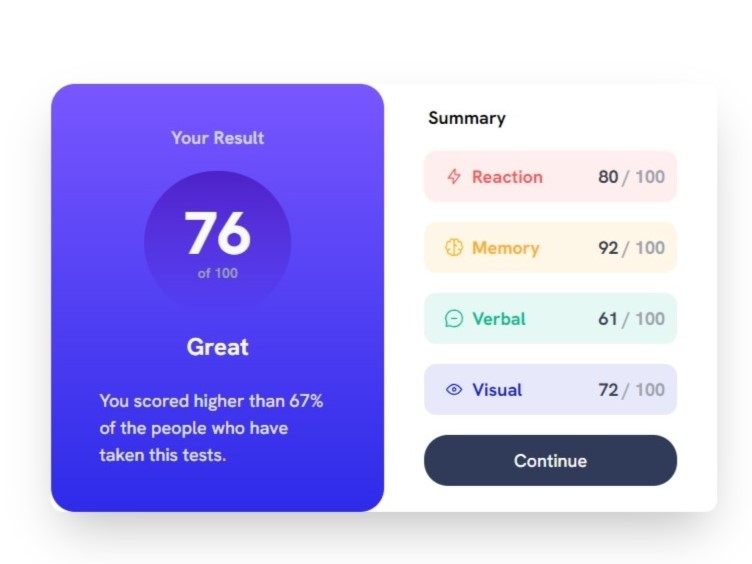 Your Result
76
of 100
Great
You scored higher than 67%
of the people who have
taken this tests.
Summary
Reaction 80 / 100
Memory 92 / 100
Verbal 61 / 100
Visual 72 / 100
Continue